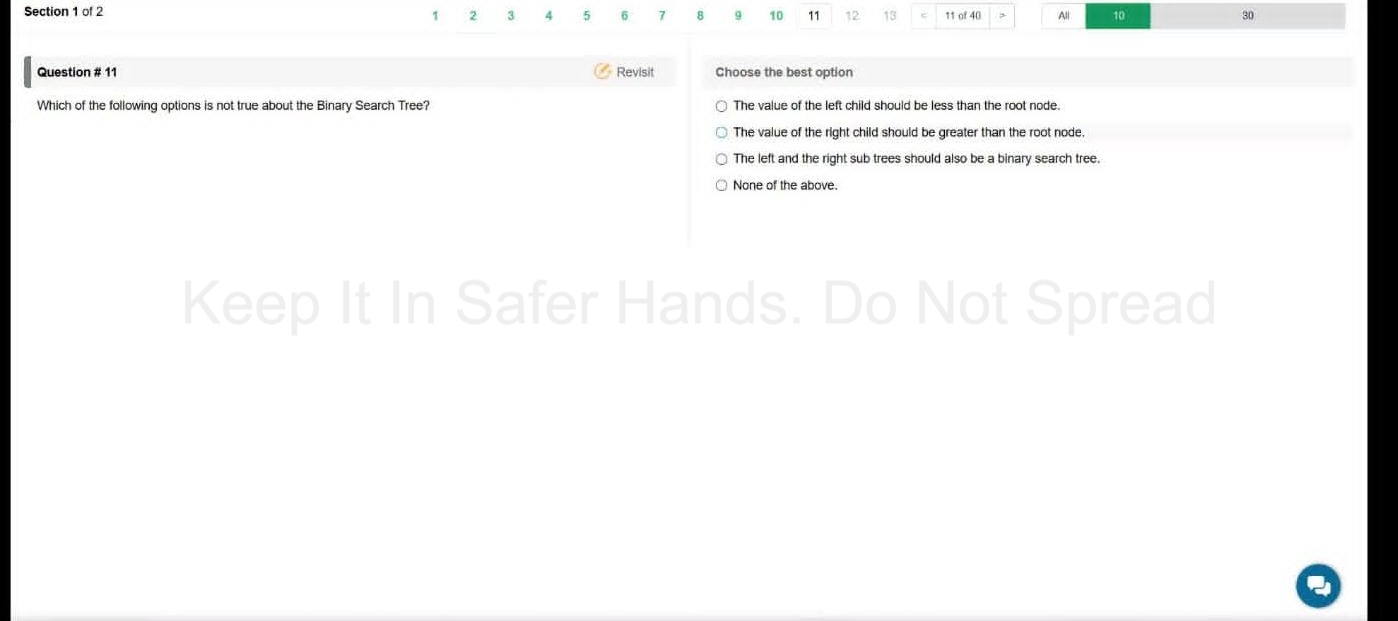 Section 1 of 2
1 2 3 4 5 6 7 8 9 10 11 12 13 < 11 of 40 > All 10 30
Question # 11
Revisit
Which of the following options is not true about the Binary Search Tree?
Choose the best option
The value of the left child should be less than the root node.
The value of the right child should be greater than the root node.
The left and the right sub trees should also be a binary search tree.
None of the above.
Keep It In Safer Hands. Do Not Spread